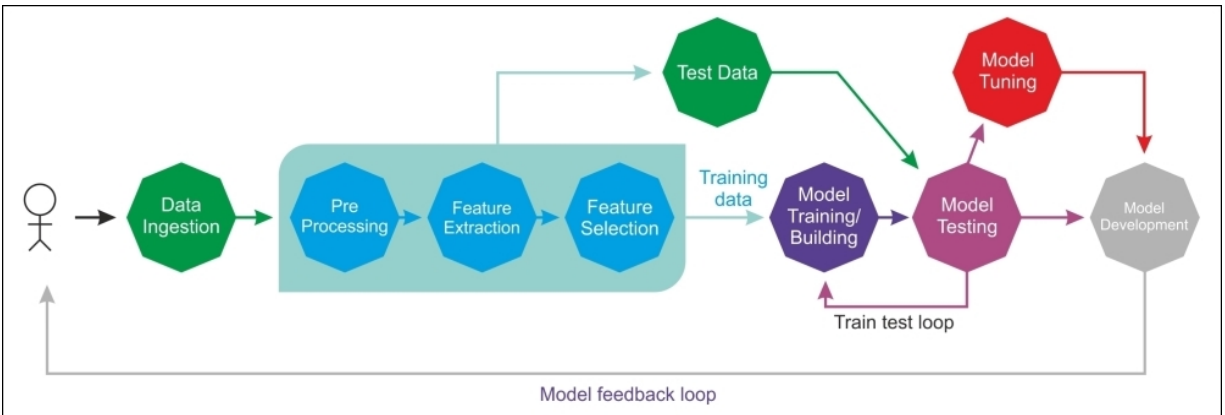 Test Data
Model
Tuning
Data
Ingestion
Pre
Processing
Feature
Extraction
Feature
Selection
Training
data
Model
Training/
Building
Model
Testing
Model
Development
Train test loop
Model feedback loop